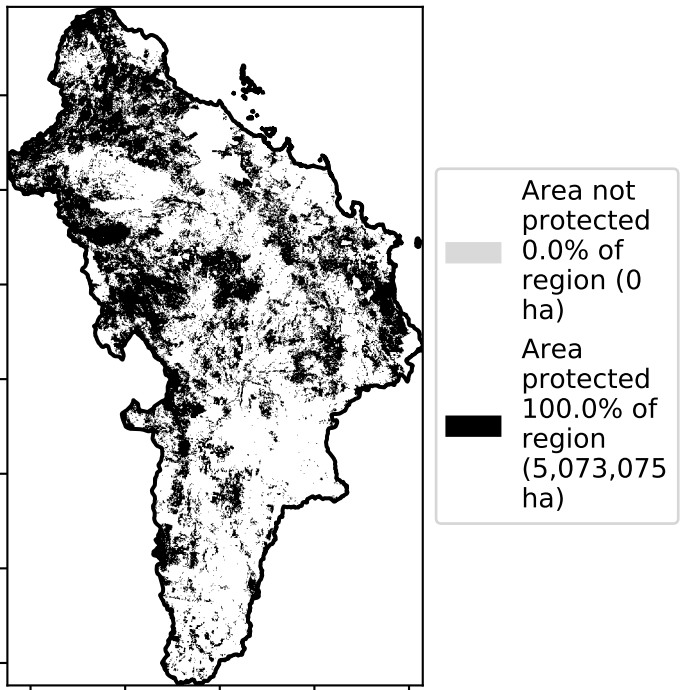 Area not
protected
0.0% of
region (0
ha)
Area
protected
100.0% of
region
(5,073,075
ha)